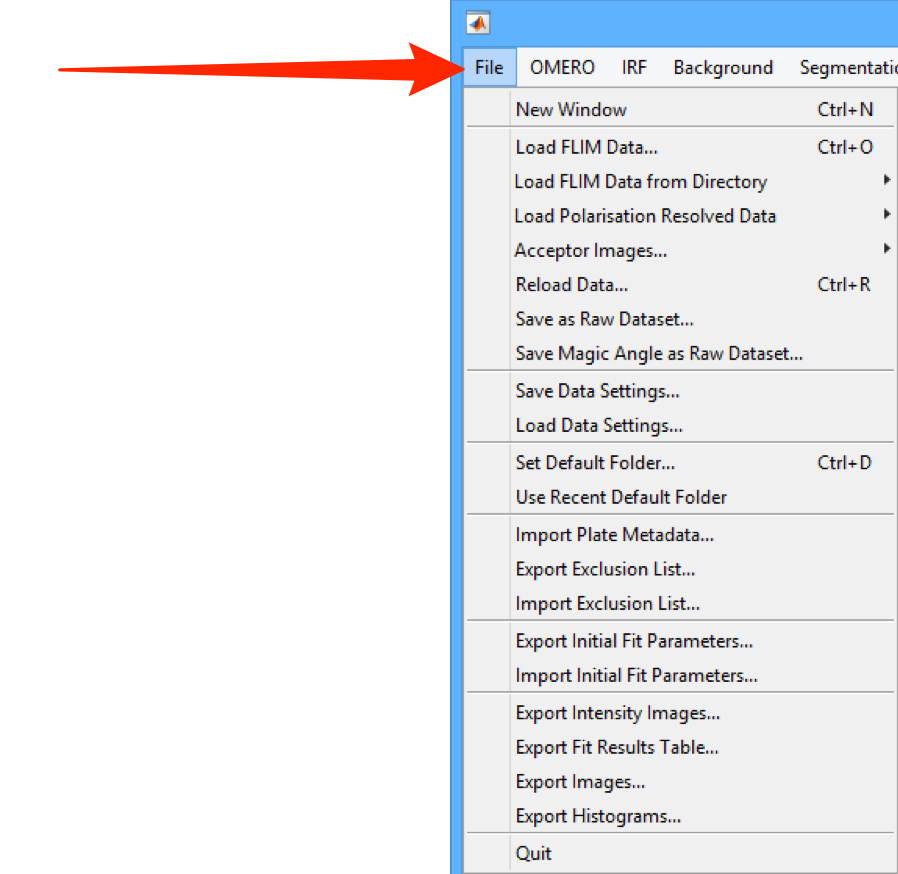 File OMERO IRF Background Segmentatio
New Window Ctrl+N
Load FLIM Data... Ctrl+O
Load FLIM Data from Directory
Load Polarisation Resolved Data
Acceptor Images...
Reload Data... Ctrl+R
Save as Raw Dataset...
Save Magic Angle as Raw Dataset...
Save Data Settings...
Load Data Settings...
Set Default Folder... Ctrl+D
Use Recent Default Folder
Import Plate Metadata...
Export Exclusion List...
Import Exclusion List...
Export Initial Fit Parameters...
Import Initial Fit Parameters...
Export Intensity Images...
Export Fit Results Table...
Export Images...
Export Histograms...
Quit